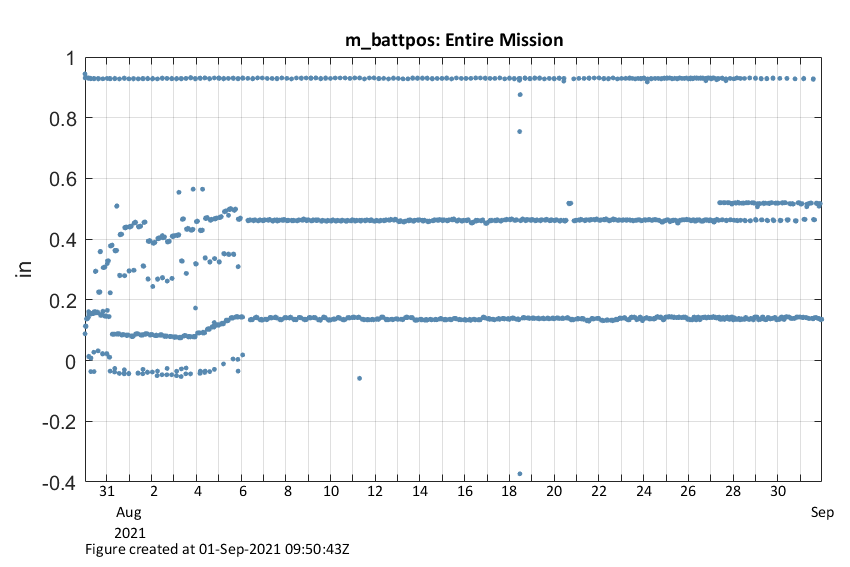 m_battpos: Entire Mission
1
0.8
0.6
0.4
0.2
0
-0.2
-0.4
in
31 2 4 6 8 10 12 14 16 18 20 22 24 26 28 30
Aug Sep
2021
Figure created at 01-Sep-2021 09:50:43Z